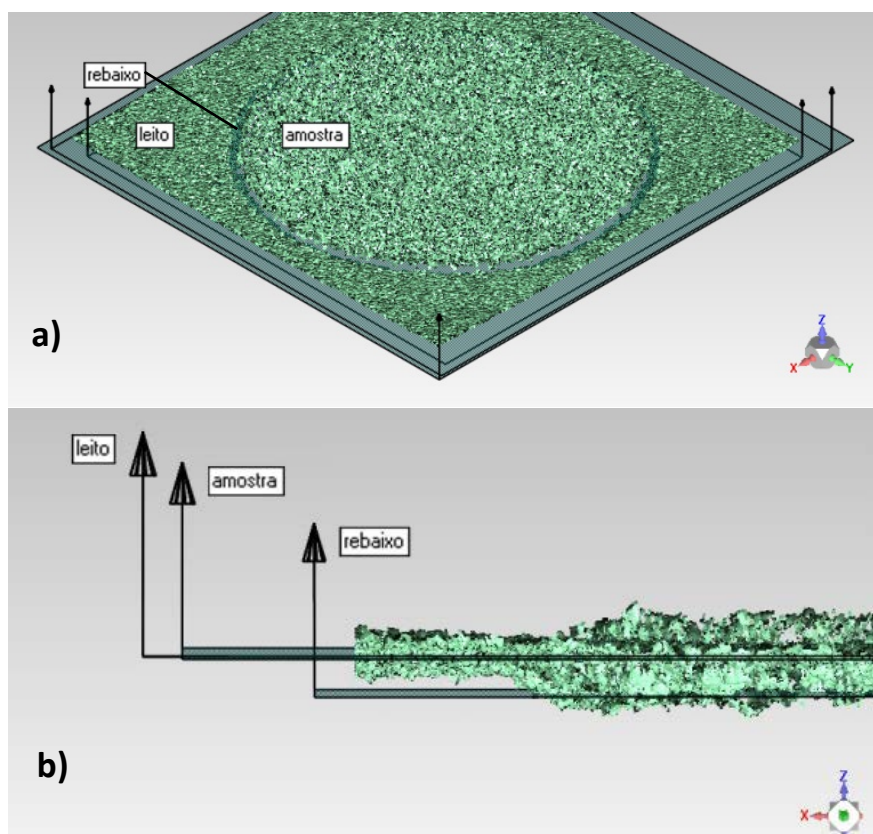 rebaixo
leito
amostra
a)
Z
X
Y
leito
amostra
rebaixo
b)
Z
X